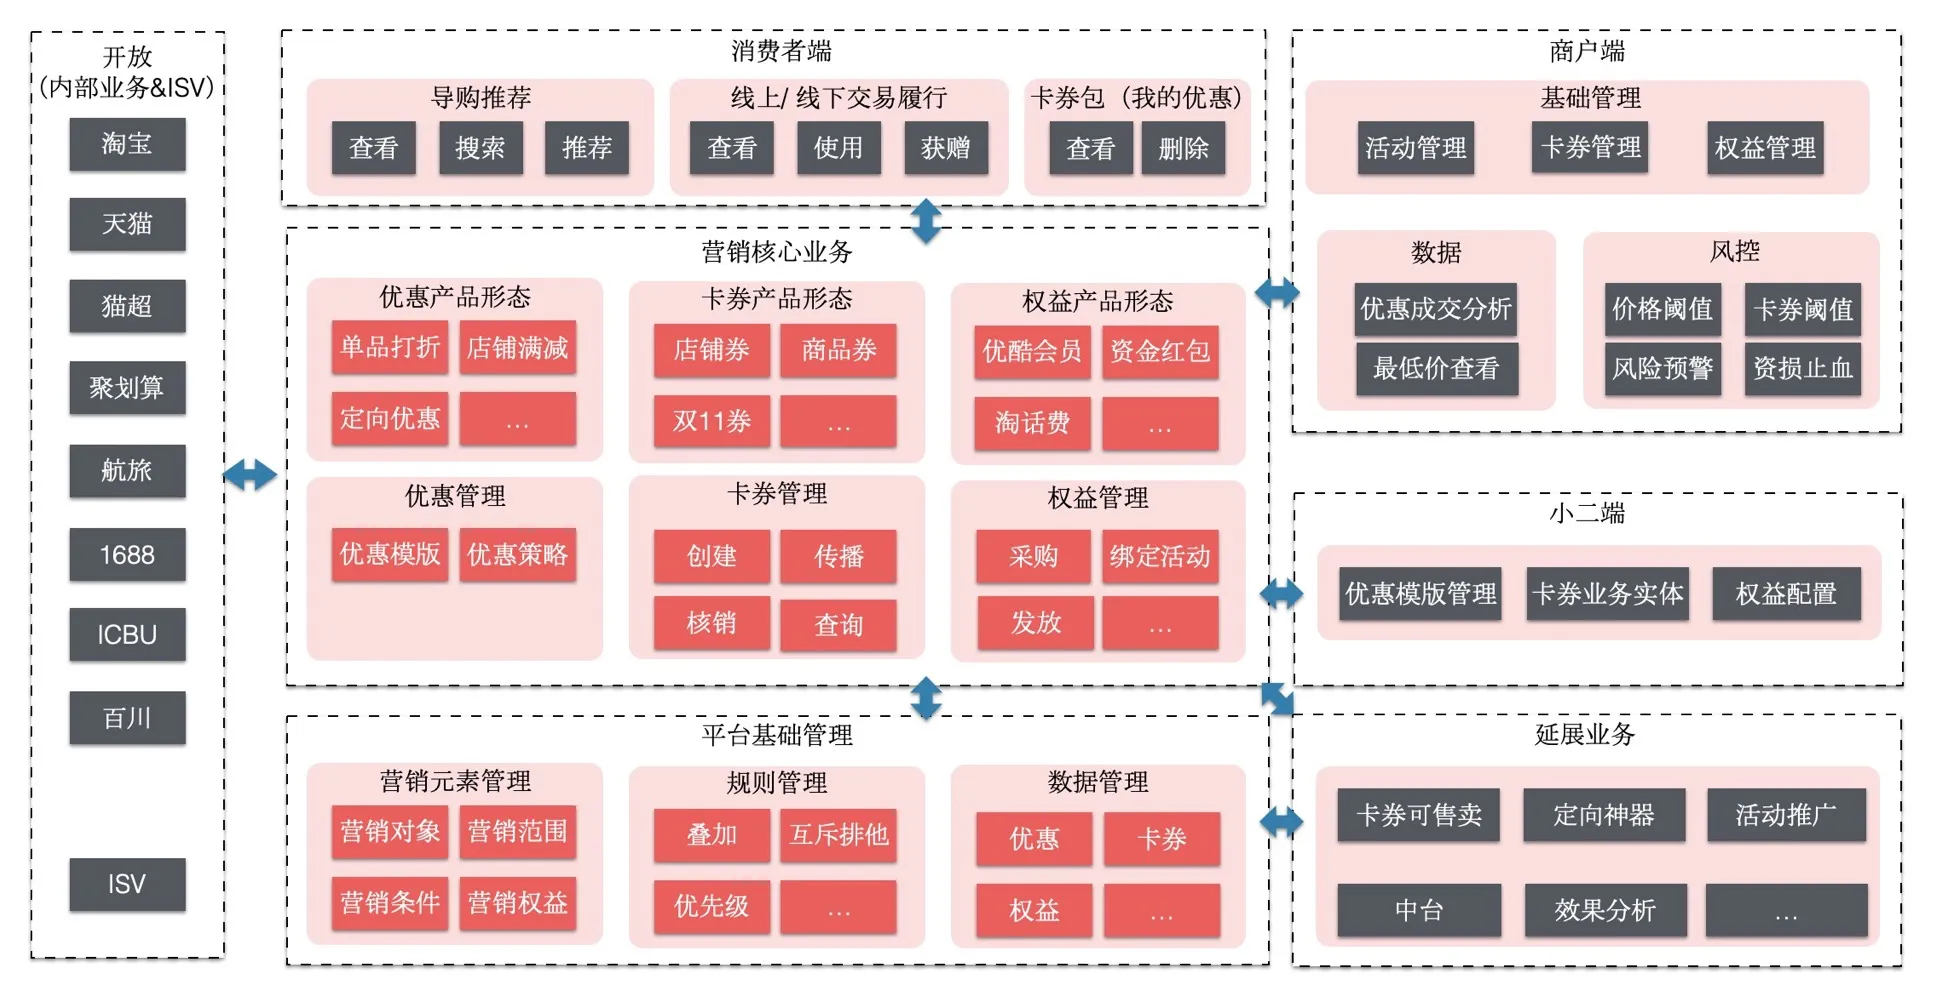 开放
（内部业务&ISV）
淘宝
天猫
猫超
聚划算
航旅
1688
ICBU
百川
ISV
消费者端
导购推荐
查看
搜索
推荐
线上/ 线下交易履行
查看
使用
获赠
卡券包（我的优惠）
查看
删除
营销核心业务
优惠产品形态
单品打折
店铺满减
定向优惠
...
卡券产品形态
店铺券
商品券
双11券
...
权益产品形态
优酷会员
资金红包
淘话费
...
优惠管理
优惠模版
优惠策略
卡券管理
创建
传播
核销
查询
权益管理
采购
绑定活动
发放
...
平台基础管理
营销元素管理
营销对象
营销范围
营销条件
营销权益
规则管理
叠加
互斥排他
优先级
...
数据管理
优惠
卡券
权益
...
商户端
基础管理
活动管理
卡券管理
权益管理
数据
优惠成交分析
最低价查看
风控
价格阈值
卡券阈值
风险预警
资损止血
小二端
优惠模版管理
卡券业务实体
权益配置
延展业务
卡券可售卖
定向神器
活动推广
中台
效果分析
...